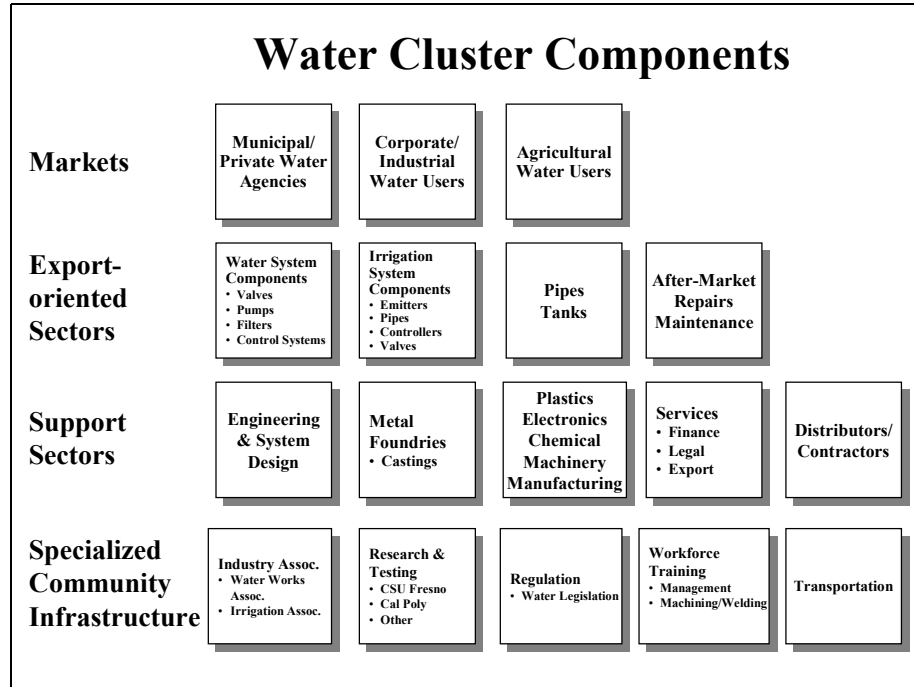 Water Cluster Components
Markets
Municipal/
Private Water
Agencies
Corporate/
Industrial
Water Users
Agricultural
Water Users
Export-
oriented
Sectors
Water System
Components
• Valves
• Pumps
• Filters
• Control Systems
Irrigation
System
Components
• Emitters
• Pipes
• Controllers
• Valves
Pipes
Tanks
After-Market
Repairs
Maintenance
Support
Sectors
Engineering
& System
Design
Metal
Foundries
• Castings
Plastics
Electronics
Chemical
Machinery
Manufacturing
Services
• Finance
• Legal
• Export
Distributors/
Contractors
Specialized
Community
Infrastructure
Industry Assoc.
• Water Works
Assoc.
• Irrigation Assoc.
Research &
Testing
• CSU Fresno
• Cal Poly
• Other
Regulation
• Water Legislation
Workforce
Training
• Management
• Machining/Welding
Transportation